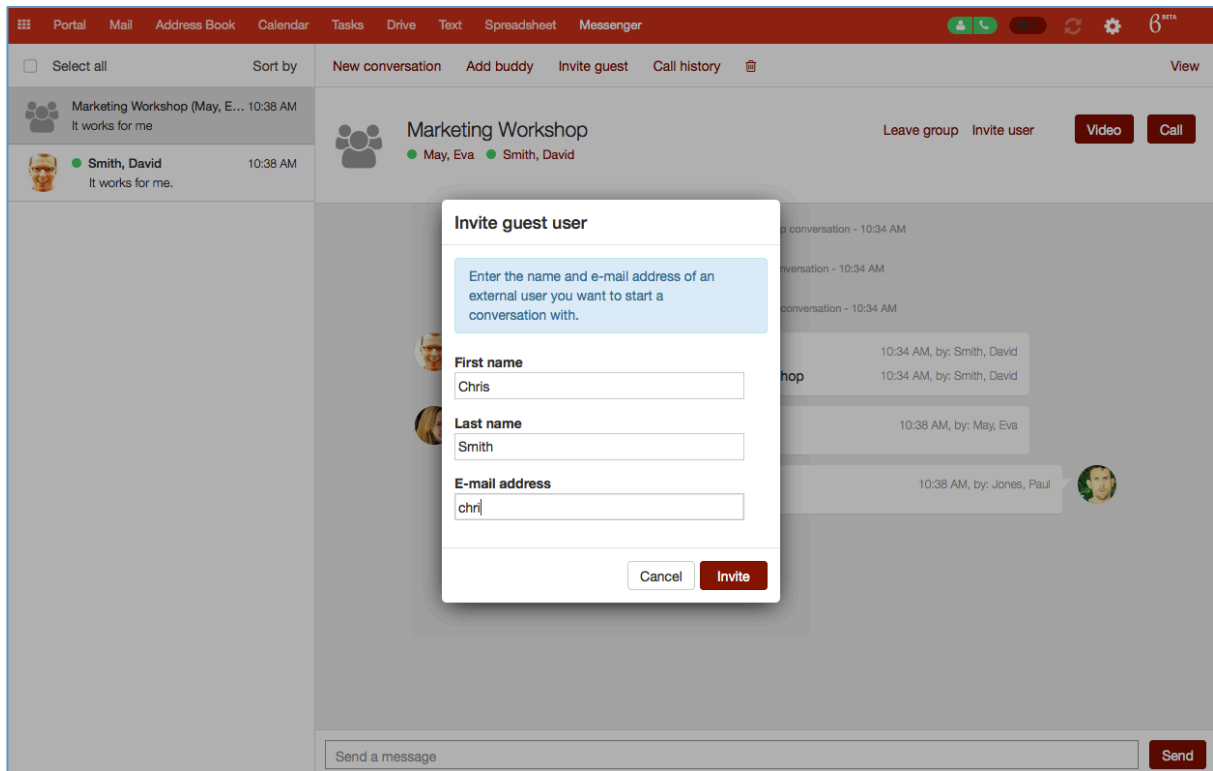 Portal Mail Address Book Calendar Tasks Drive Text Spreadsheet Messenger
6 BETA
Select all Sort by
New conversation Add buddy Invite guest Call history View
Marketing Workshop (May, E... 10:38 AM
It works for me
Smith, David 10:38 AM
It works for me.
Marketing Workshop
May, Eva Smith, David
Leave group Invite user Video Call
Invite guest user
Enter the name and e-mail address of an
external user you want to start a
conversation with.
First name
Chris
Last name
Smith
E-mail address
chri
Cancel Invite
conversation - 10:34 AM
- 10:34 AM
conversation - 10:34 AM
10:34 AM, by: Smith, David
hop 10:34 AM, by: Smith, David
10:38 AM, by: May, Eva
10:38 AM, by: Jones, Paul
Send a message Send